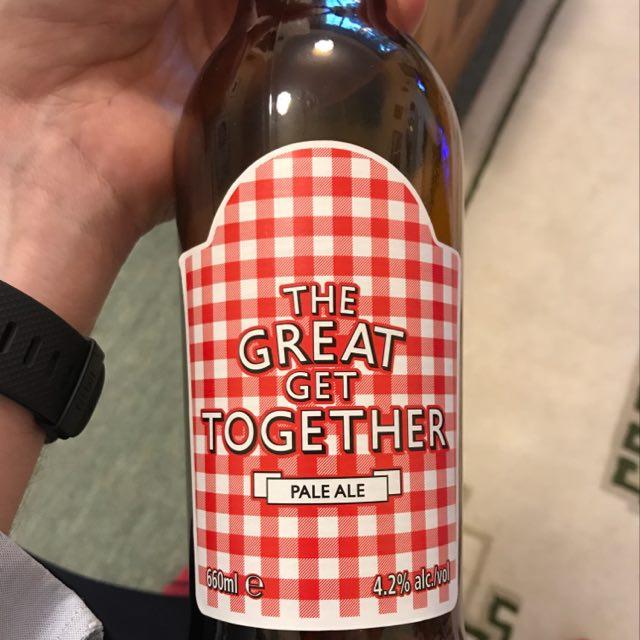 THE
GREAT
GET
TOGETHER
PALE ALE
660ml ℮ 4.2% alc./vol